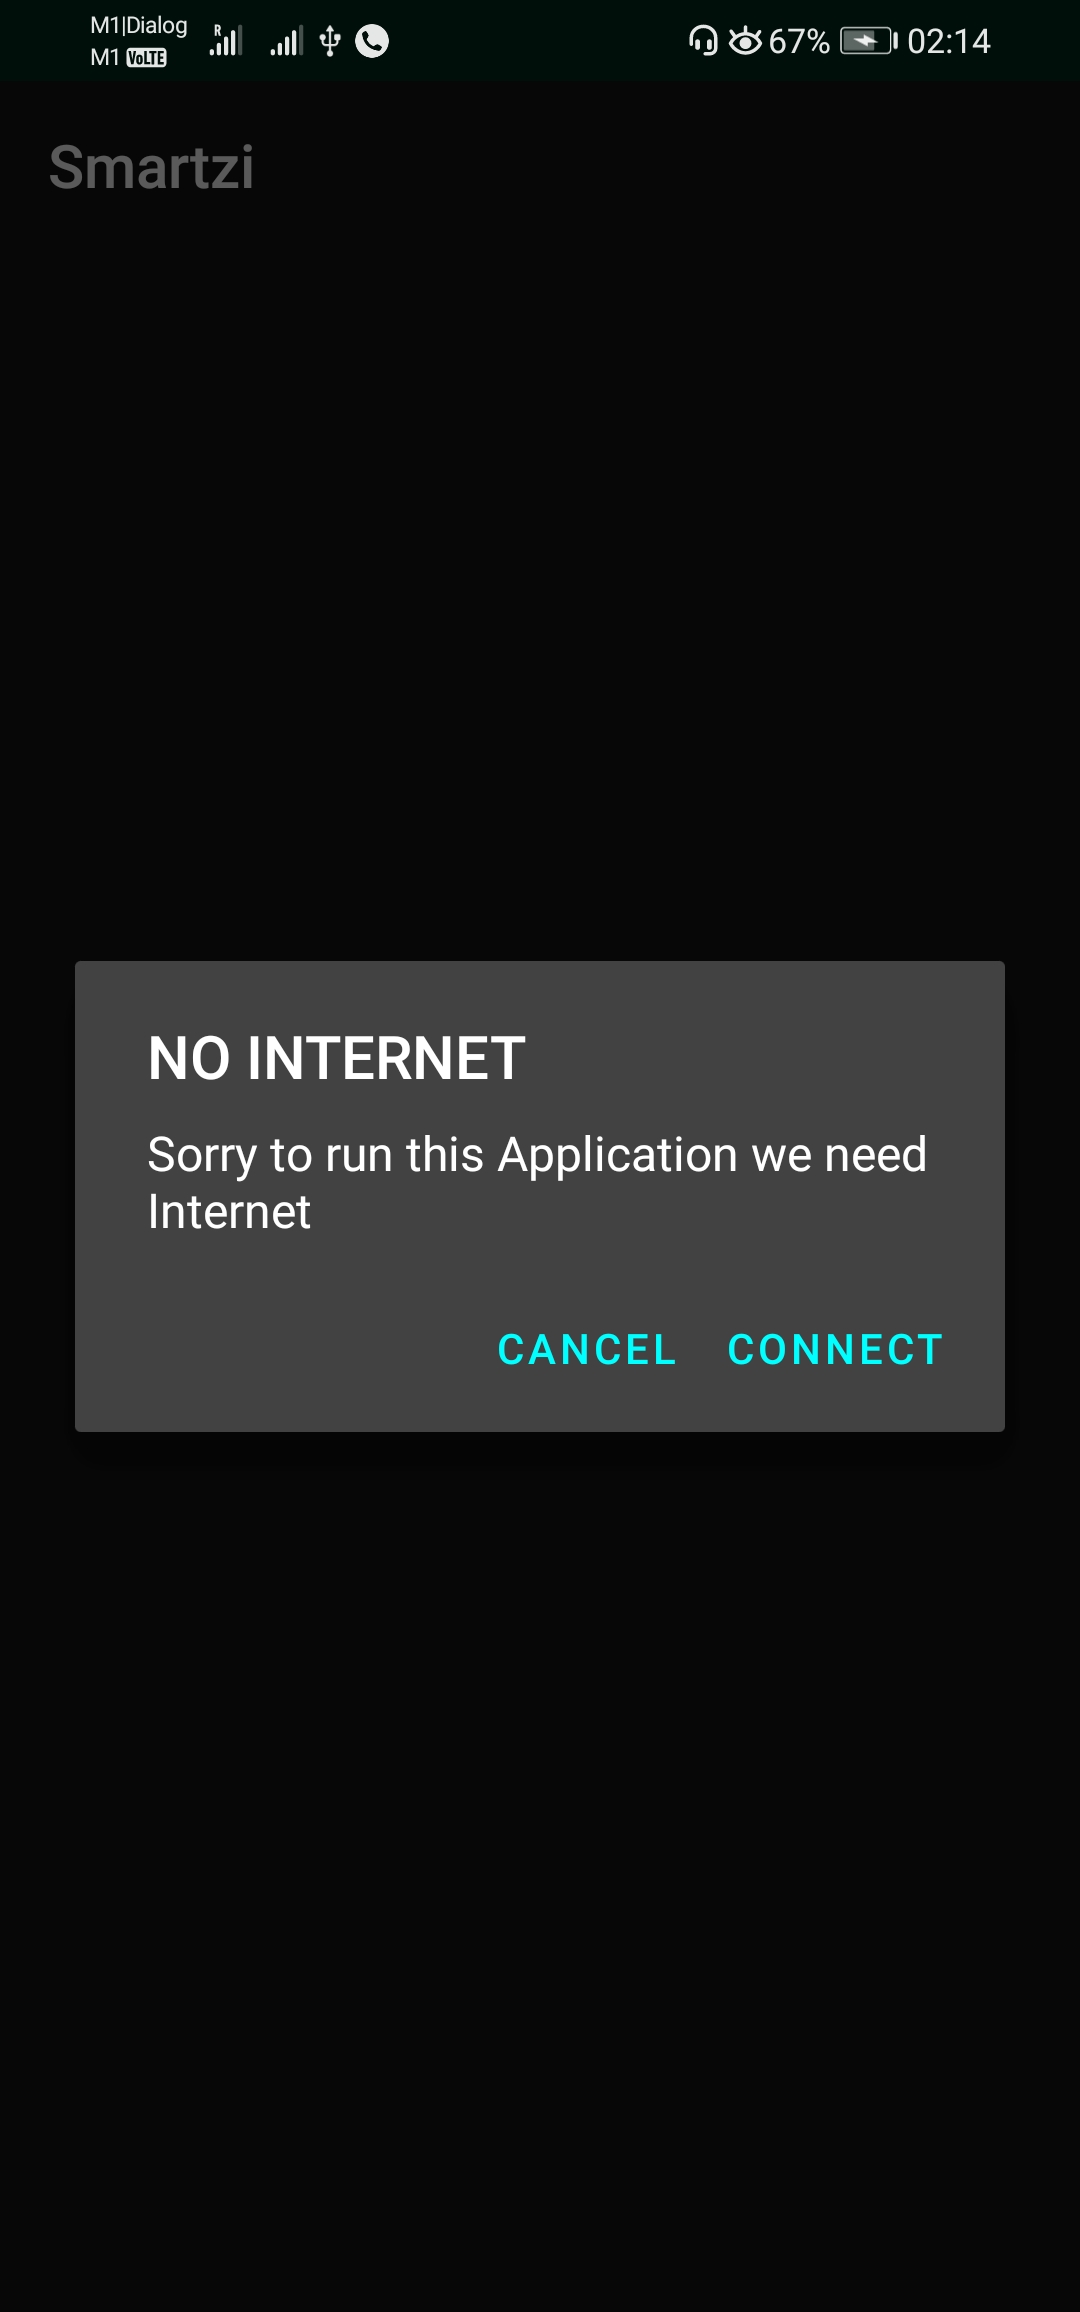 M1|Dialog
M1 VoLTE
R
67%
02:14
Smartzi
NO INTERNET
Sorry to run this Application we need
Internet
CANCEL CONNECT